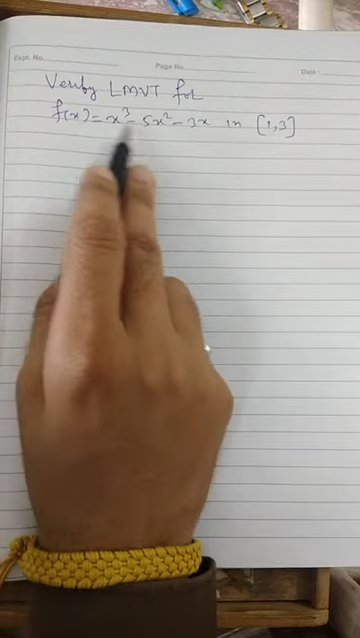 Expt. No.
Page No.
Date :
Verify LMVT for
f(x) = x³ - 5x² - 3x in [1,3]